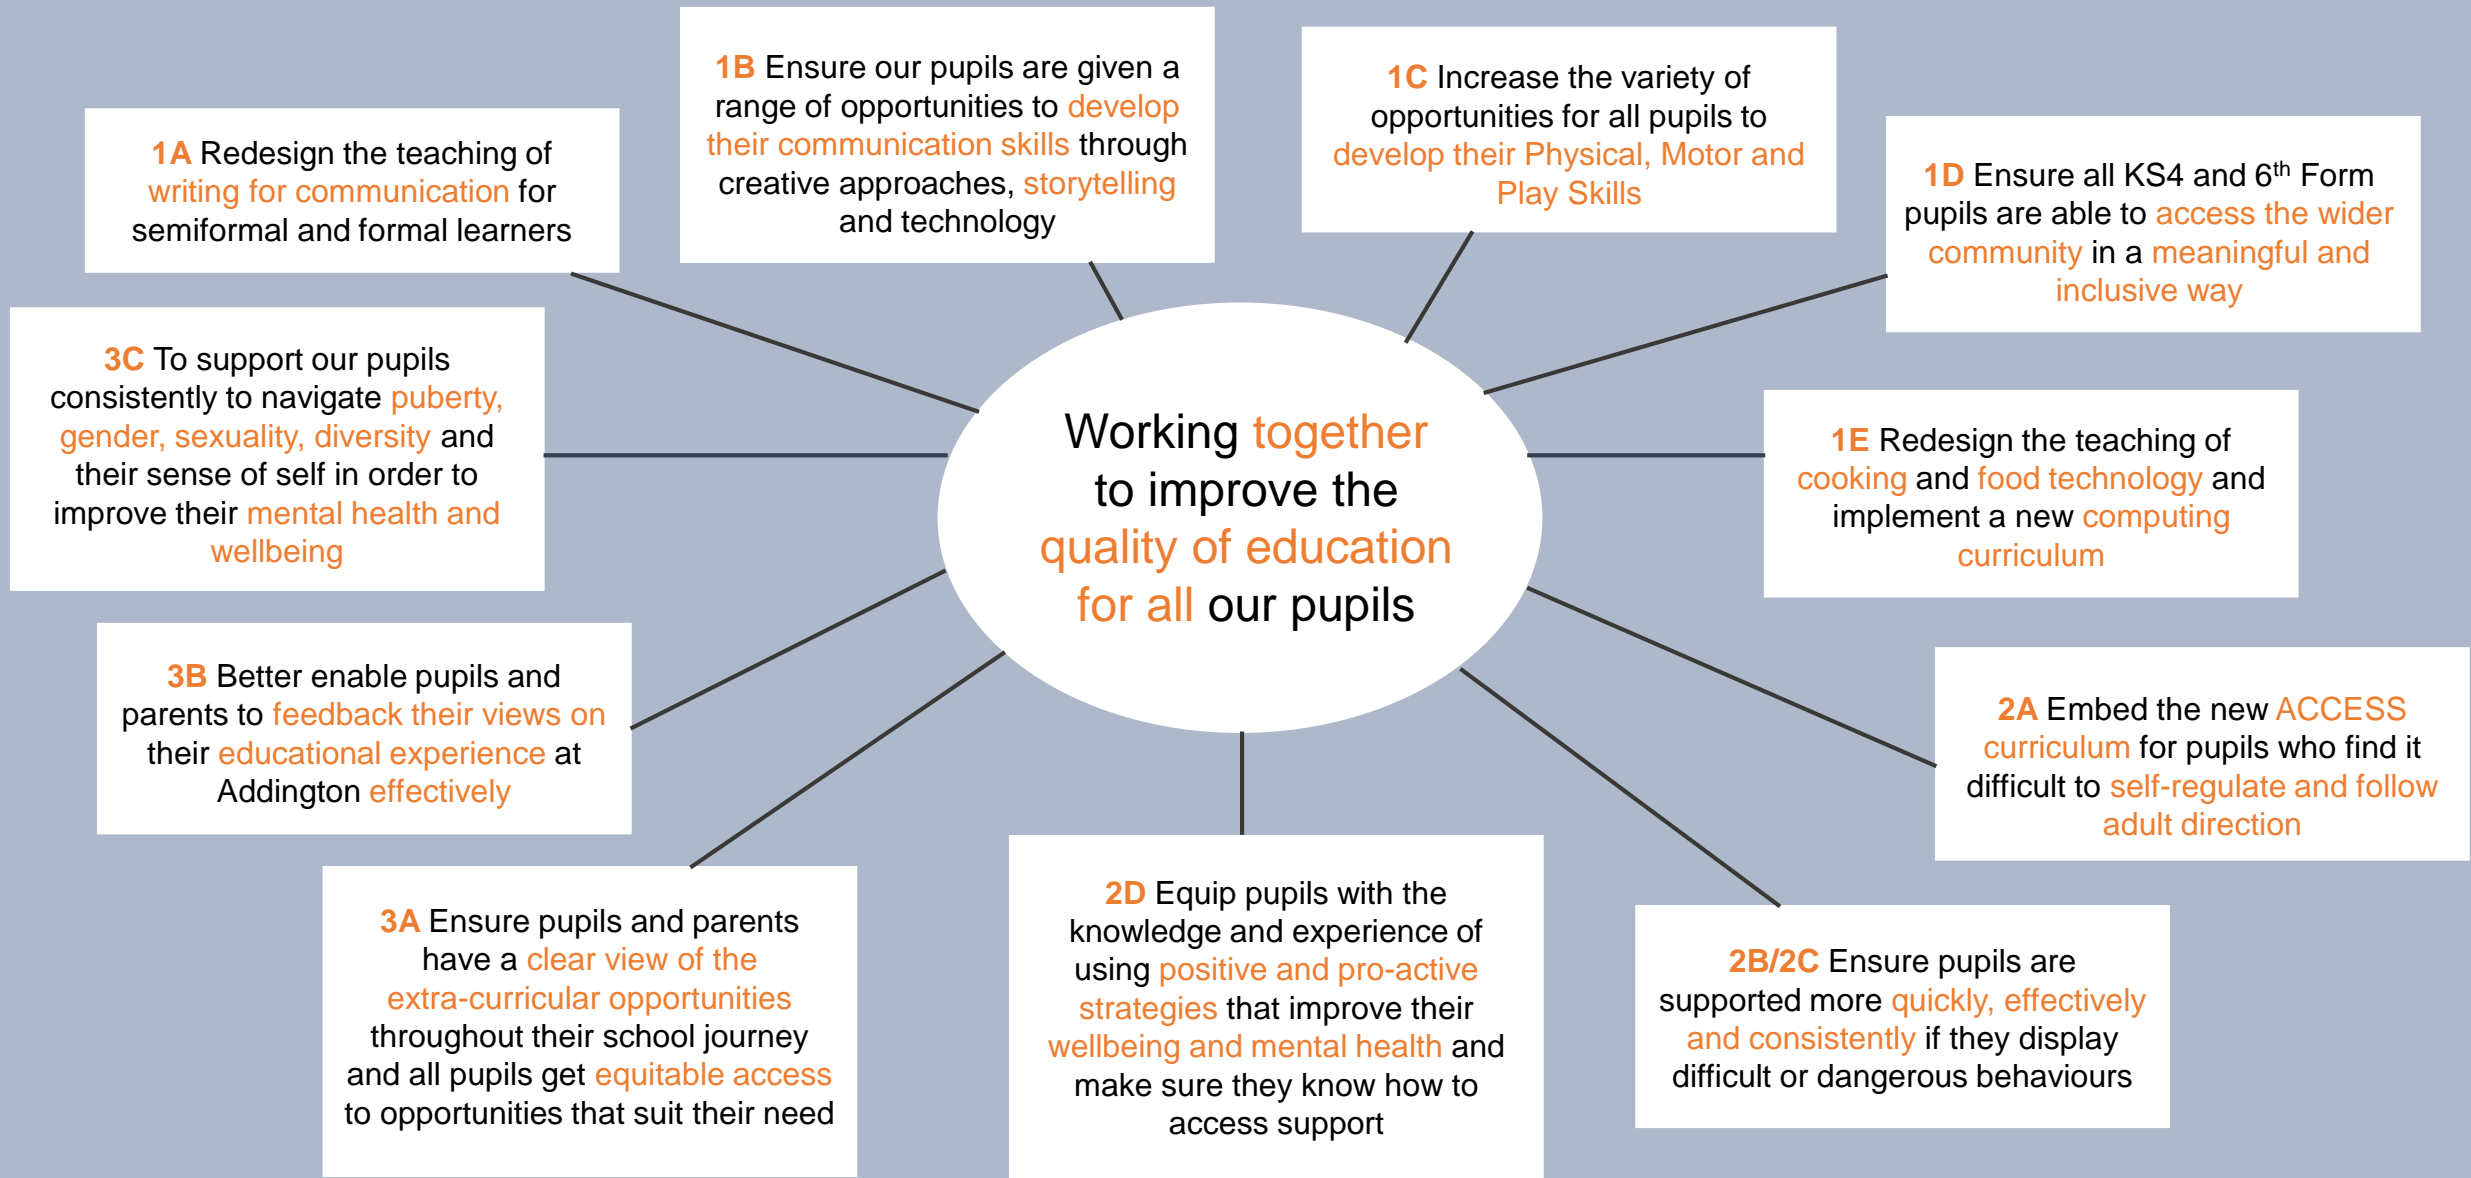 1A Redesign the teaching of
writing for communication for
semiformal and formal learners
1B Ensure our pupils are given a
range of opportunities to develop
their communication skills through
creative approaches, storytelling
and technology
1C Increase the variety of
opportunities for all pupils to
develop their Physical, Motor and
Play Skills
1D Ensure all KS4 and 6th Form
pupils are able to access the wider
community in a meaningful and
inclusive way
3C To support our pupils
consistently to navigate puberty,
gender, sexuality, diversity and
their sense of self in order to
improve their mental health and
wellbeing
Working together
to improve the
quality of education
for all our pupils
1E Redesign the teaching of
cooking and food technology and
implement a new computing
curriculum
3B Better enable pupils and
parents to feedback their views on
their educational experience at
Addington effectively
2A Embed the new ACCESS
curriculum for pupils who find it
difficult to self-regulate and follow
adult direction
3A Ensure pupils and parents
have a clear view of the
extra-curricular opportunities
throughout their school journey
and all pupils get equitable access
to opportunities that suit their need
2D Equip pupils with the
knowledge and experience of
using positive and pro-active
strategies that improve their
wellbeing and mental health and
make sure they know how to
access support
2B/2C Ensure pupils are
supported more quickly, effectively
and consistently if they display
difficult or dangerous behaviours